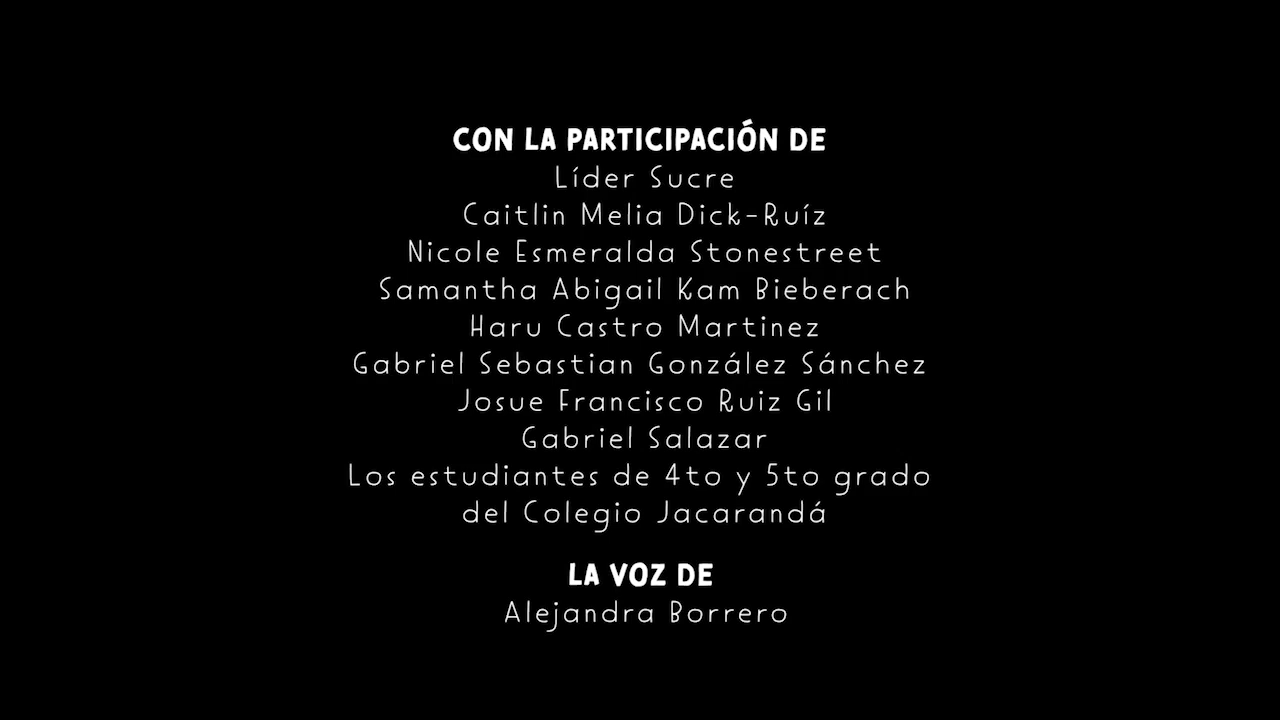 CON LA PARTICIPACIÓN DE
Líder Sucre
Caitlin Melia Dick-Ruíz
Nicole Esmeralda Stonestreet
Samantha Abigail Kam Bieberach
Haru Castro Martinez
Gabriel Sebastian González Sánchez
Josue Francisco Ruiz Gil
Gabriel Salazar
Los estudiantes de 4to y 5to grado
del Colegio Jacarandá
LA VOZ DE
Alejandra Borrero